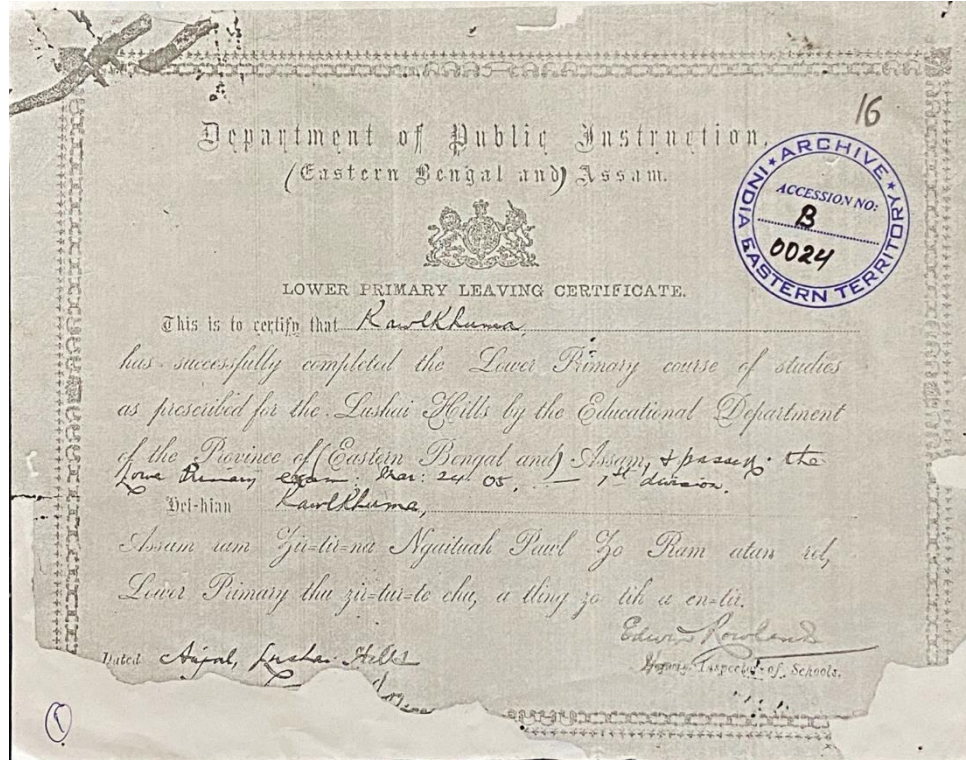 16
Department of Public Instruction,
(Eastern Bengal and) Assam.
ARCHIVE
INDIA EASTERN TERRITORY
ACCESSION NO:
B
0024
LOWER PRIMARY LEAVING CERTIFICATE.
This is to certify that Kawlkhuma,
has successfully completed the Lower Primary course of studies
as prescribed for the Lushai Hills by the Educational Department
of the Province of (Eastern Bengal and) Assam, & passed the
Lower Primary exam: Mar: 24 05, — 1st division.
Hei-hian Kawlkhuma,
Assam ram Zir-tir-na Ngaituah Pawl Zo Ram atan rel,
Lower Primary thu zir-tur-te chu, a tling zo tih a en-tir.
Edwin Rowlands
Honary. Inspector of Schools.
Dated Aijal, Lushai Hills
1